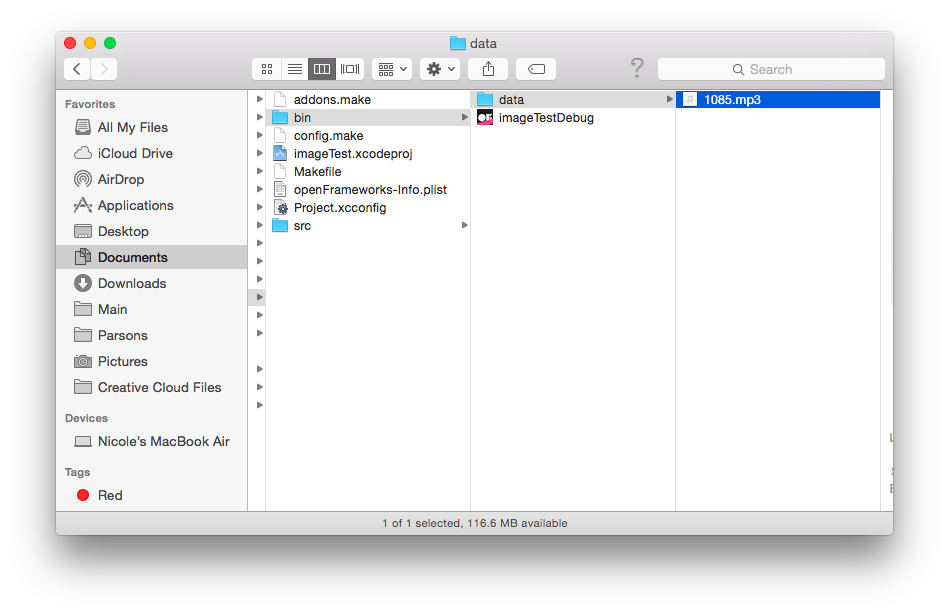 data
Search
Favorites
All My Files
iCloud Drive
AirDrop
Applications
Desktop
Documents
Downloads
Main
Parsons
Pictures
Creative Cloud Files
Devices
Nicole's MacBook Air
Tags
Red
addons.make
bin
config.make
imageTest.xcodeproj
Makefile
openFrameworks-Info.plist
Project.xcconfig
src
data
imageTestDebug
1085.mp3
1 of 1 selected, 116.6 MB available